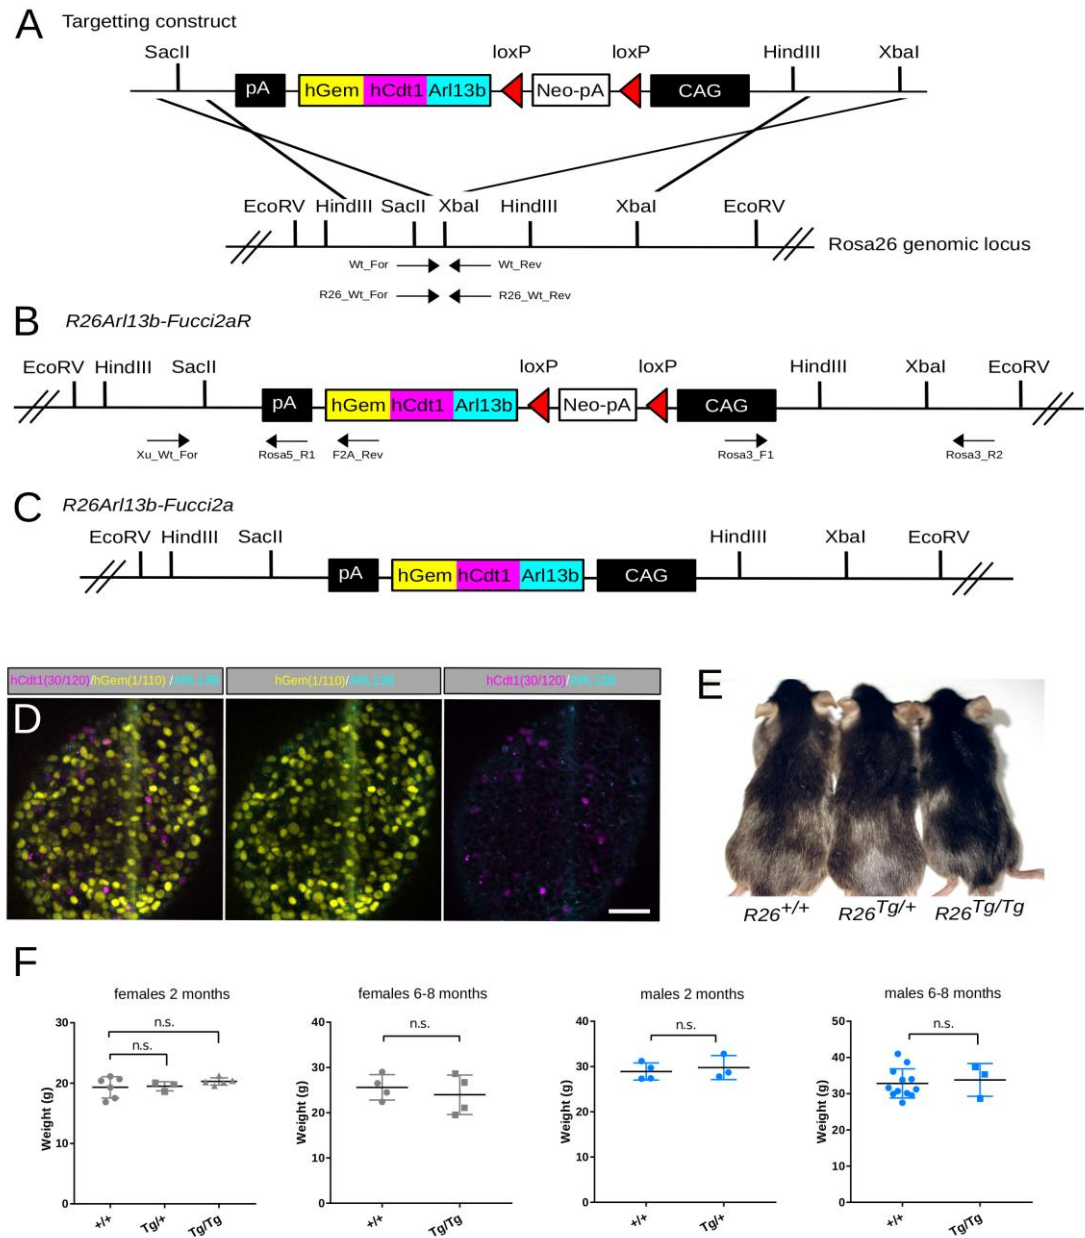 A Targetting construct
SacII loxP loxP HindIII XbaI
pA hGem hCdt1 Arl13b Neo-pA CAG
EcoRV HindIII SacII XbaI HindIII XbaI EcoRV
Rosa26 genomic locus
Wt_For Wt_Rev
R26_Wt_For R26_Wt_Rev
B R26Arl13b-Fucci2aR
EcoRV HindIII SacII loxP loxP HindIII XbaI EcoRV
pA hGem hCdt1 Arl13b Neo-pA CAG
Xu_Wt_For Rosa5_R1 F2A_Rev Rosa3_F1 Rosa3_R2
C R26Arl13b-Fucci2a
EcoRV HindIII SacII HindIII XbaI EcoRV
pA hGem hCdt1 Arl13b CAG
hCdt1(30/120)/hGem(1/110)/ARL13B hGem(1/110)/ARL13B hCdt1(30/120)/ARL13B
D
E
R26+/+ R26Tg/+ R26Tg/Tg
F
females 2 months
n.s.
n.s.
Weight (g)
30
20
10
0
+/+ Tg/+ Tg/Tg
females 6-8 months
n.s.
Weight (g)
40
30
20
10
0
+/+ Tg/Tg
males 2 months
n.s.
Weight (g)
40
30
20
10
0
+/+ Tg/+
males 6-8 months
n.s.
Weight (g)
50
40
30
20
10
0
+/+ Tg/Tg